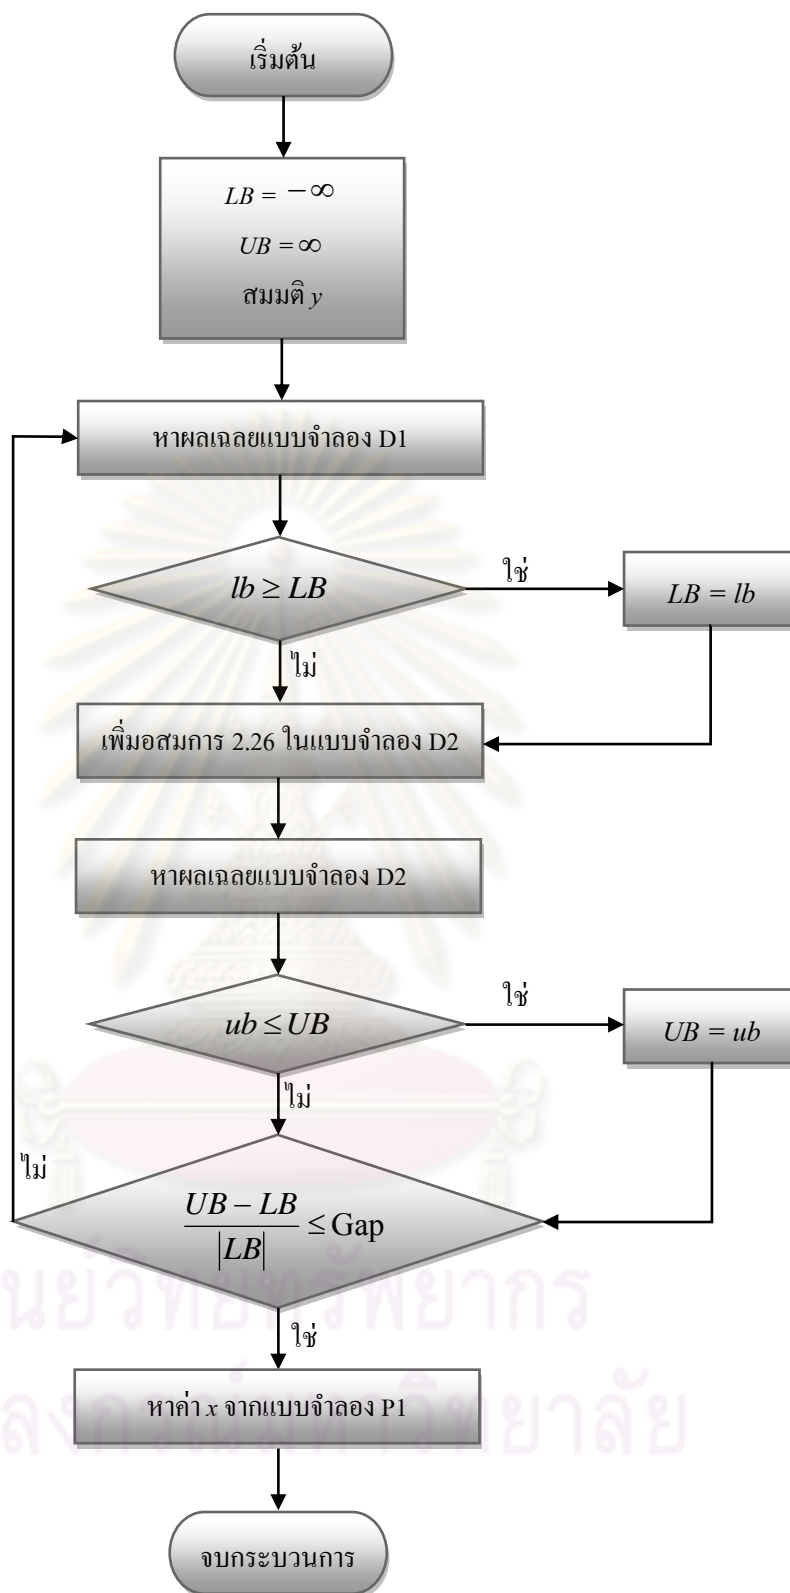 เริ่มต้น
LB = −∞
UB = ∞
สมมติ y
หาผลเฉลยแบบจำลอง D1
lb ≥ LB
ใช่
LB = lb
ไม่
เพิ่มอสมการ 2.26 ในแบบจำลอง D2
หาผลเฉลยแบบจำลอง D2
ub ≤ UB
ใช่
UB = ub
ไม่
ไม่
UB − LB
|LB|
≤ Gap
ใช่
หาค่า x จากแบบจำลอง P1
จบกระบวนการ